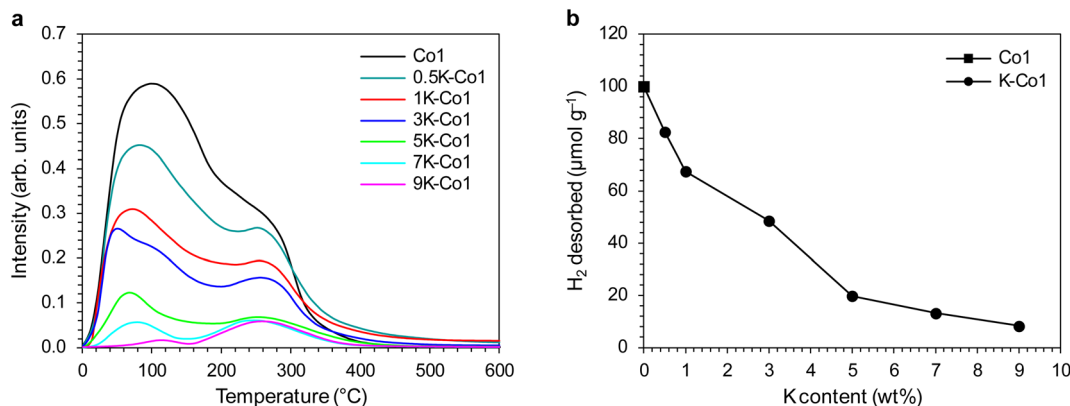 a
0.7
0.6
0.5
0.4
0.3
0.2
0.1
0.0
Intensity (arb. units)
0 100 200 300 400 500 600
Temperature (°C)
Co1
0.5K-Co1
1K-Co1
3K-Co1
5K-Co1
7K-Co1
9K-Co1
b
120
100
80
60
40
20
0
H₂ desorbed (μmol g⁻¹)
0 1 2 3 4 5 6 7 8 9 10
K content (wt%)
Co1
K-Co1